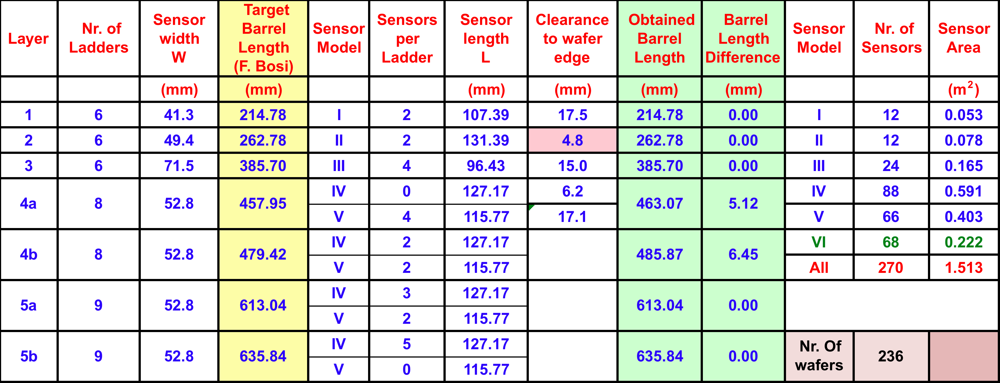 Layer
Nr. of
Ladders
Sensor
width
W
Target
Barrel
Length
(F. Bosi)
Sensor
Model
Sensors
per
Ladder
Sensor
length
L
Clearance
to wafer
edge
Obtained
Barrel
Length
Barrel
Length
Difference
Sensor
Model
Nr. of
Sensors
Sensor
Area
(mm) (mm) (mm) (mm) (mm) (mm) (m²)
1 6 41.3 214.78 I 2 107.39 17.5 214.78 0.00 I 12 0.053
2 6 49.4 262.78 II 2 131.39 4.8 262.78 0.00 II 12 0.078
3 6 71.5 385.70 III 4 96.43 15.0 385.70 0.00 III 24 0.165
4a 8 52.8 457.95 IV 0 127.17 6.2 463.07 5.12 IV 88 0.591
V 4 115.77 17.1 V 66 0.403
4b 8 52.8 479.42 IV 2 127.17 485.87 6.45 VI 68 0.222
V 2 115.77 All 270 1.513
5a 9 52.8 613.04 IV 3 127.17 613.04 0.00
V 2 115.77
5b 9 52.8 635.84 IV 5 127.17 635.84 0.00 Nr. Of
wafers 236
V 0 115.77